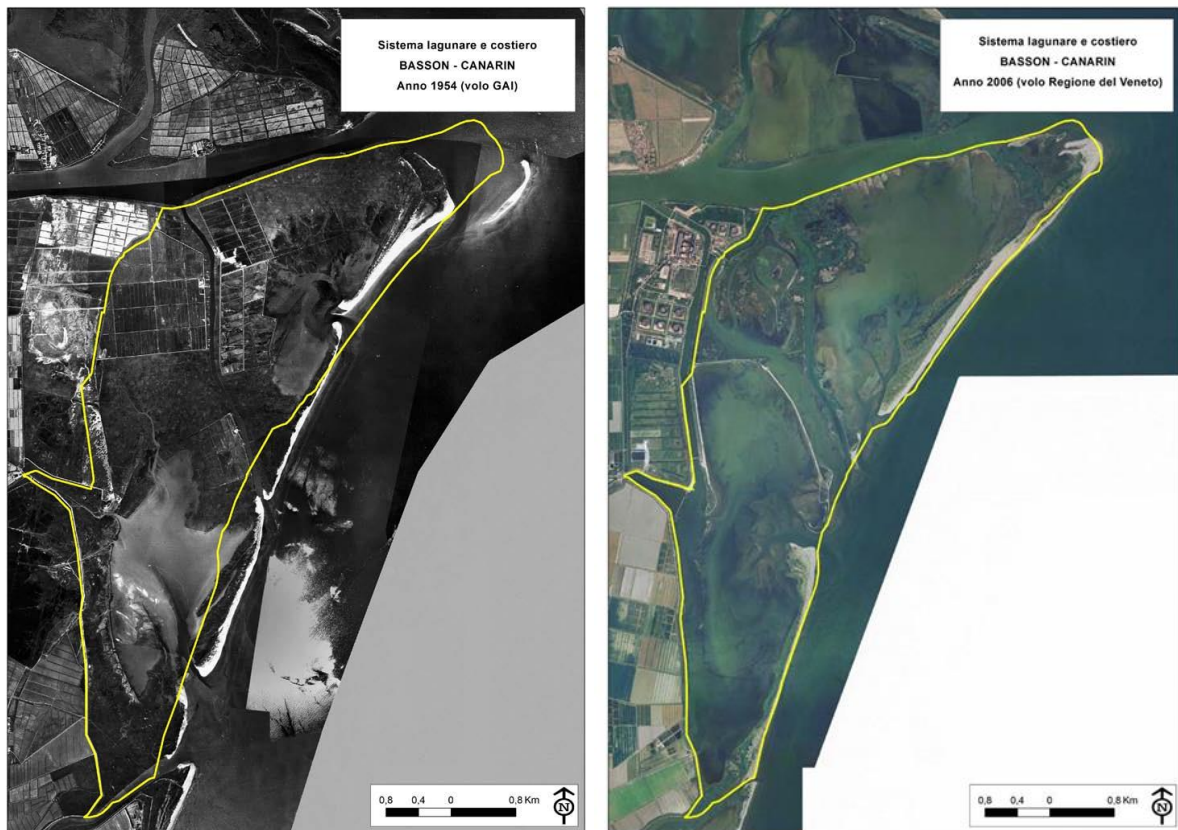 Sistema lagunare e costiero
BASSON - CANARIN
Anno 1954 (volo GAI)
0,8 0,4 0 0,8 Km
N
Sistema lagunare e costiero
BASSON - CANARIN
Anno 2006 (volo Regione del Veneto)
0,8 0,4 0 0,8 Km
N